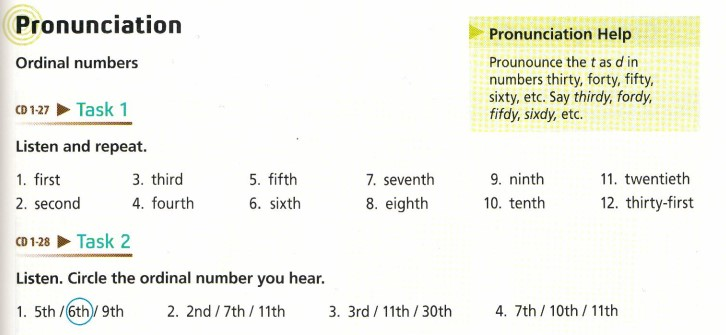 Pronunciation
Ordinal numbers
CD 1-27 ▶ Task 1
Listen and repeat.
1. first 3. third 5. fifth 7. seventh 9. ninth 11. twentieth
2. second 4. fourth 6. sixth 8. eighth 10. tenth 12. thirty-first
CD 1-28 ▶ Task 2
Listen. Circle the ordinal number you hear.
1. 5th / 6th / 9th 2. 2nd / 7th / 11th 3. 3rd / 11th / 30th 4. 7th / 10th / 11th
Pronunciation Help
Prounounce the t as d in
numbers thirty, forty, fifty,
sixty, etc. Say thirdy, fordy,
fifdy, sixdy, etc.